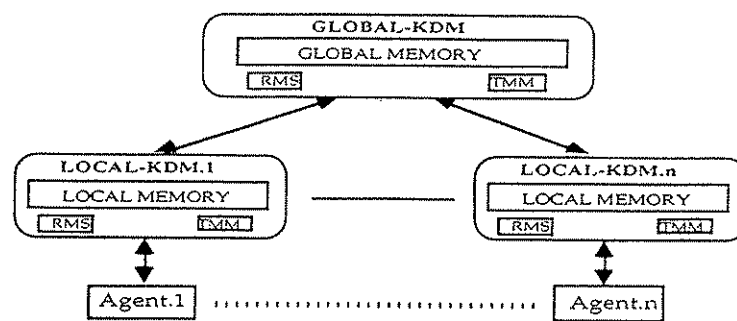 GLOBAL-KDM
GLOBAL MEMORY
RMS TMM
LOCAL-KDM.1 LOCAL-KDM.n
LOCAL MEMORY LOCAL MEMORY
RMS TMM RMS TMM
Agent.1 Agent.n